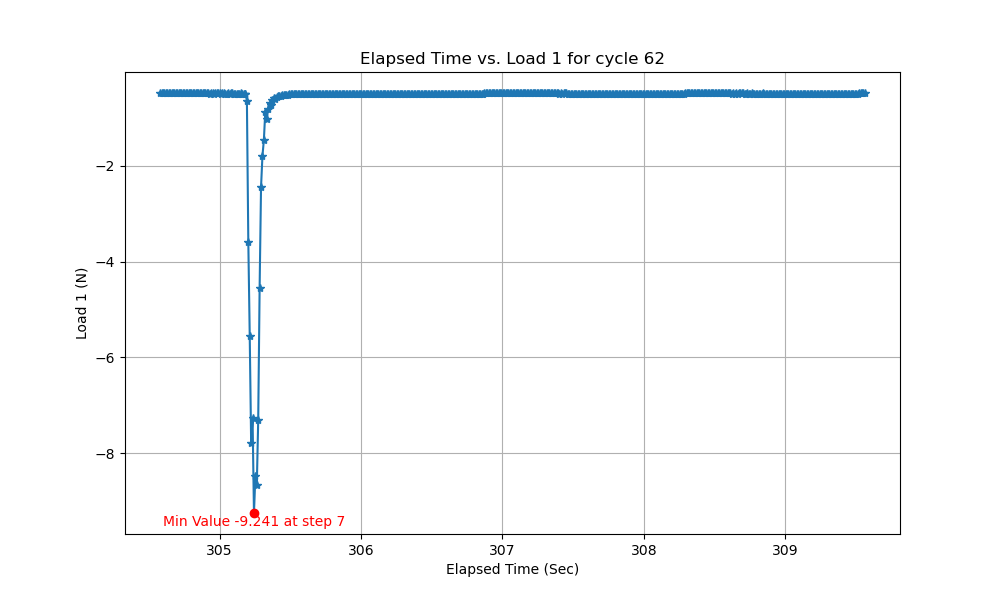 Elapsed Time vs. Load 1 for cycle 62
Load 1 (N)
−2
−4
−6
−8
Min Value -9.241 at step 7
305
306
307
308
309
Elapsed Time (Sec)